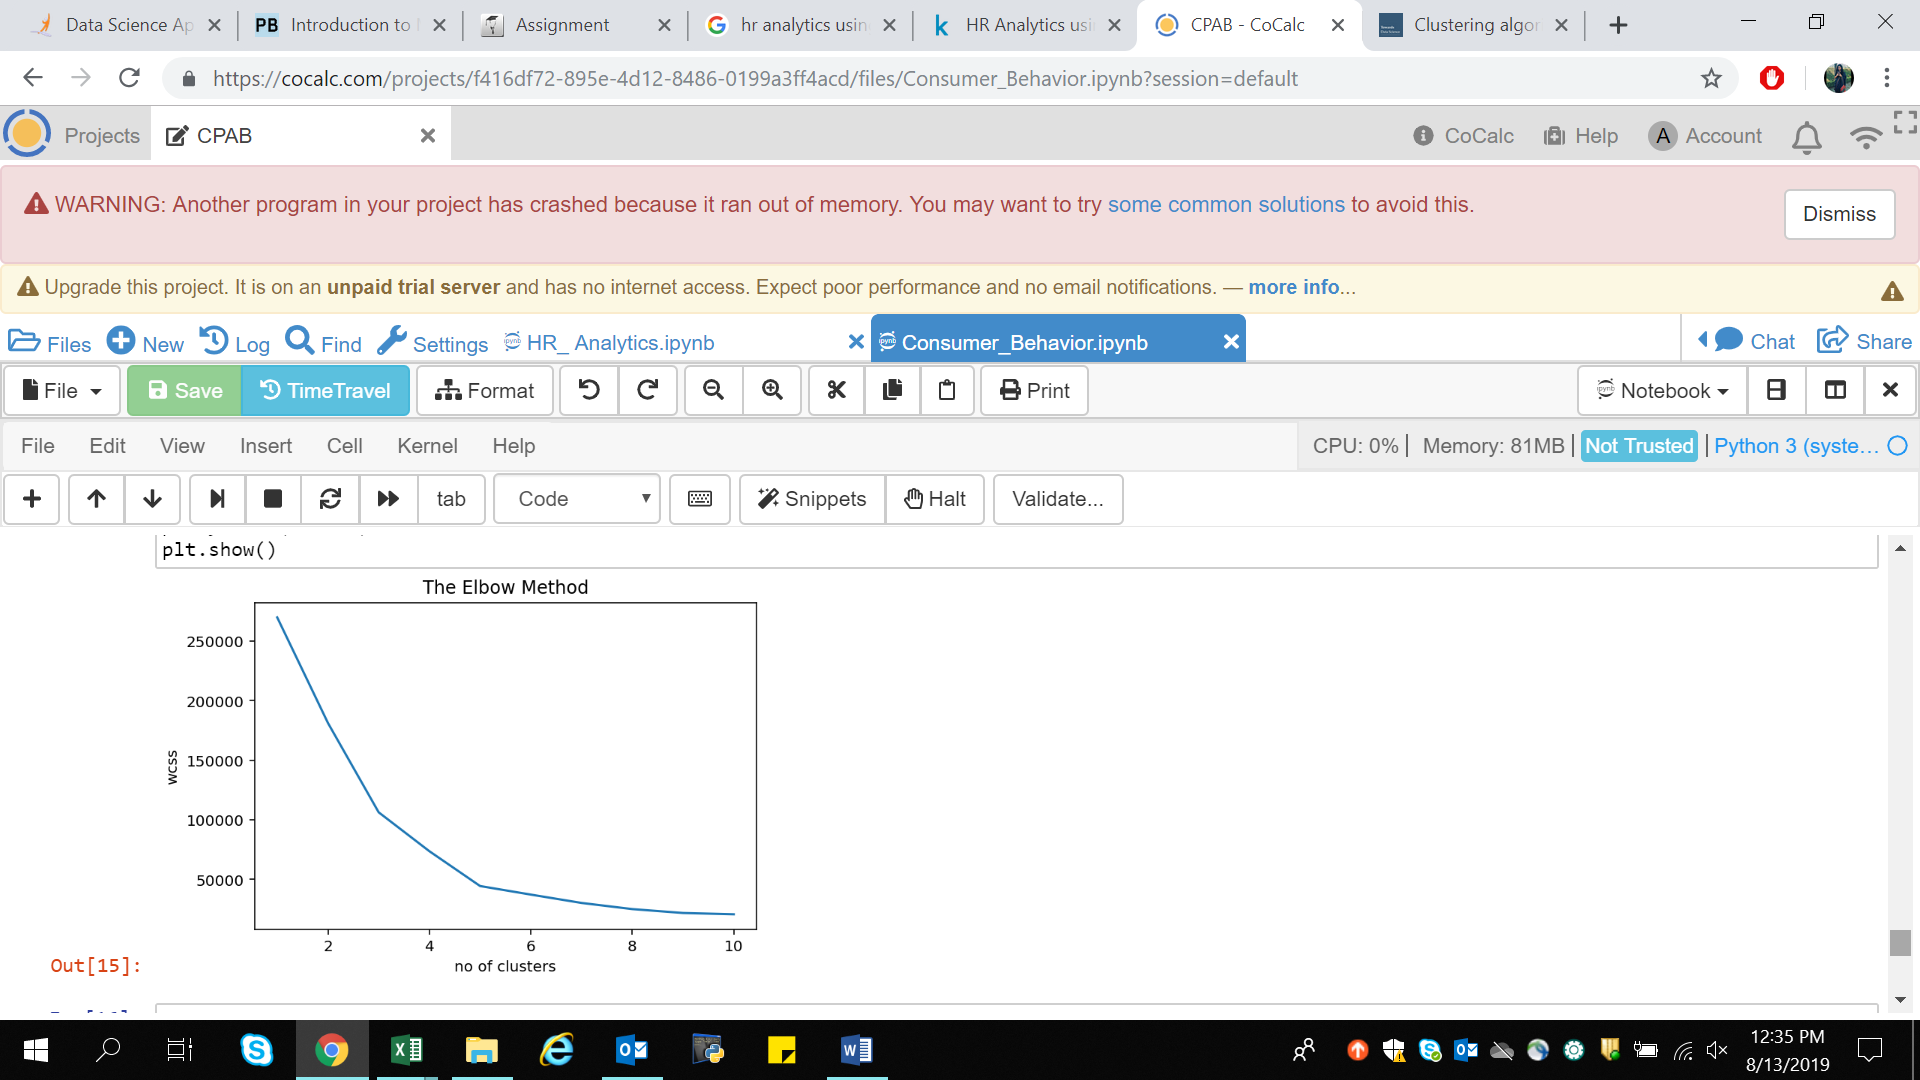 Data Science Ap
PB Introduction to
Assignment
hr analytics usin
k HR Analytics usi
CPAB - CoCalc
Clustering algor
https://cocalc.com/projects/f416df72-895e-4d12-8486-0199a3ff4acd/files/Consumer_Behavior.ipynb?session=default
Projects
CPAB
CoCalc
Help
A Account
WARNING: Another program in your project has crashed because it ran out of memory. You may want to try some common solutions to avoid this.
Dismiss
Upgrade this project. It is on an unpaid trial server and has no internet access. Expect poor performance and no email notifications. — more info...
Files
New
Log
Find
Settings
HR_ Analytics.ipynb
Consumer_Behavior.ipynb
Chat
Share
File
Save
TimeTravel
Format
Print
Notebook
File Edit View Insert Cell Kernel Help
CPU: 0% Memory: 81MB Not Trusted Python 3 (syste...
tab
Code
Snippets
Halt
Validate...
plt.show()
The Elbow Method
250000
200000
150000
100000
50000
wcss
2 4 6 8 10
no of clusters
Out[15]:
12:35 PM
8/13/2019